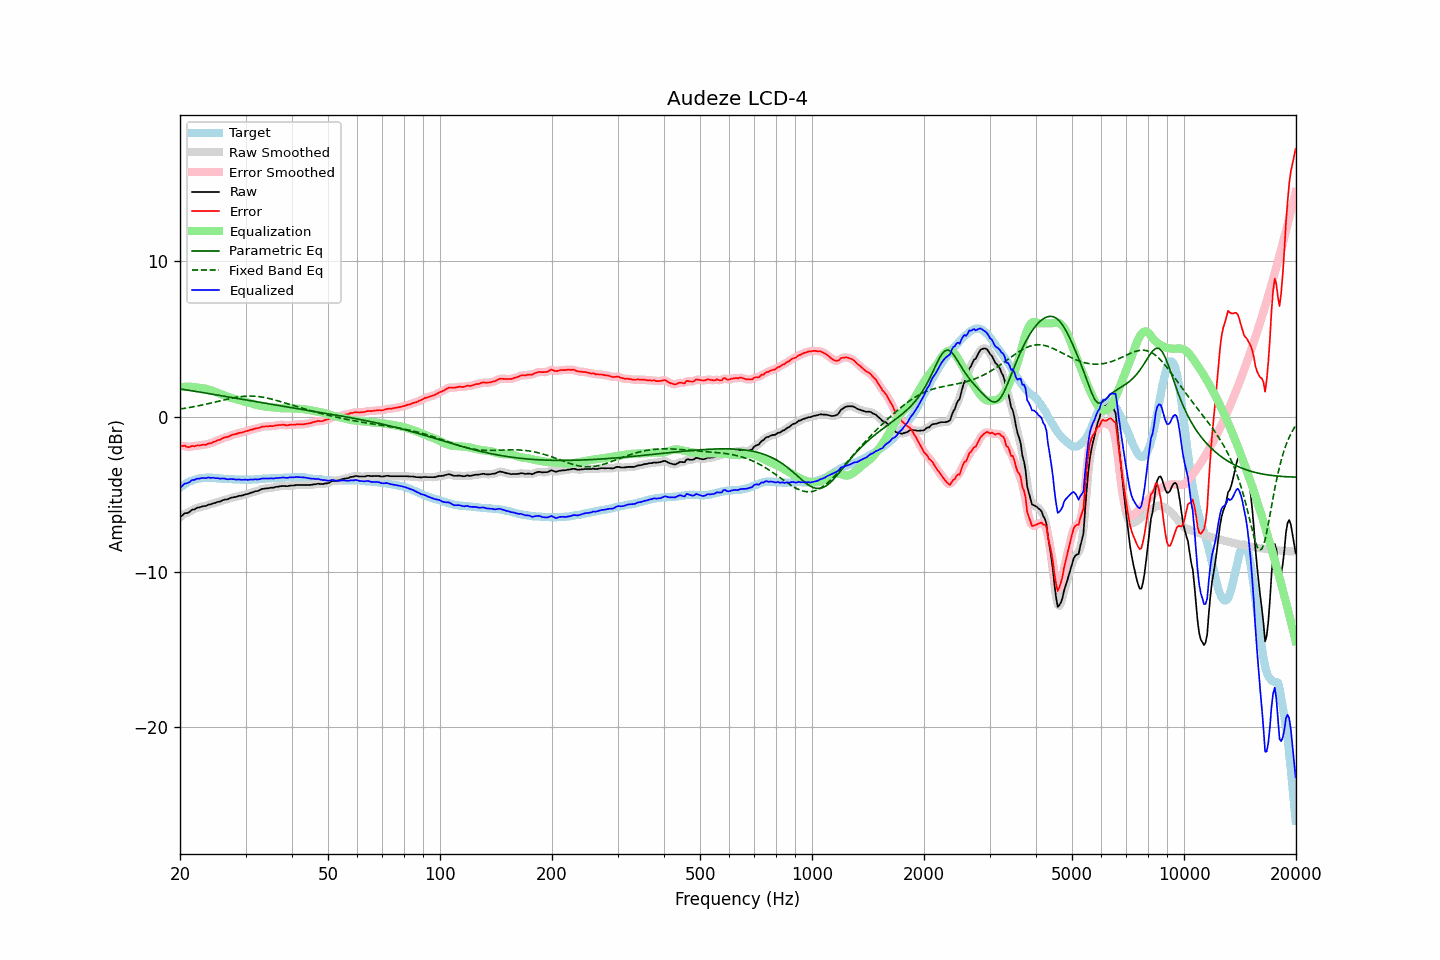 Audeze LCD-4
Target
Raw Smoothed
Error Smoothed
Raw
Error
Equalization
Parametric Eq
Fixed Band Eq
Equalized
10
0
−10
−20
Amplitude (dBr)
20 50 100 200 500 1000 2000 5000 10000 20000
Frequency (Hz)